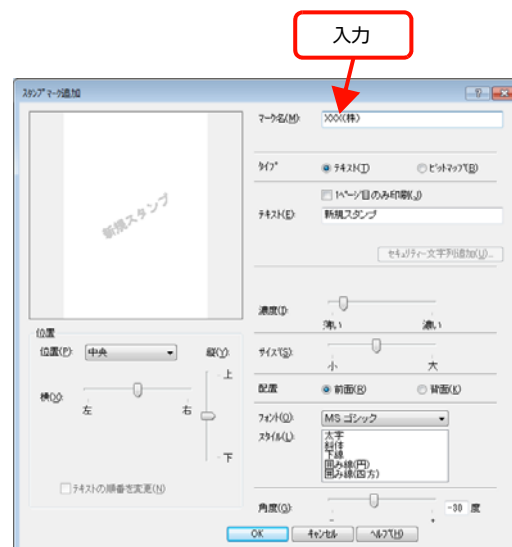 入力
スタンプマーク追加
マーク名(M):
XXX(株)
タイプ
テキスト(T)
ビットマップ(B)
1ページ目のみ印刷(J)
テキスト(E):
新規スタンプ
セキュリティー文字列追加(U)...
新規スタンプ
濃度(I):
薄い
濃い
サイズ(S):
小
大
位置
位置(P):
中央
縦(Y):
上
横(X):
左
右
下
テキストの順番を変更(N)
配置
前面(R)
背面(K)
フォント(O):
MS ゴシック
スタイル(L):
太字
斜体
下線
囲み線(円)
囲み線(四方)
角度(G):
-30
度
OK
キャンセル
ヘルプ(H)